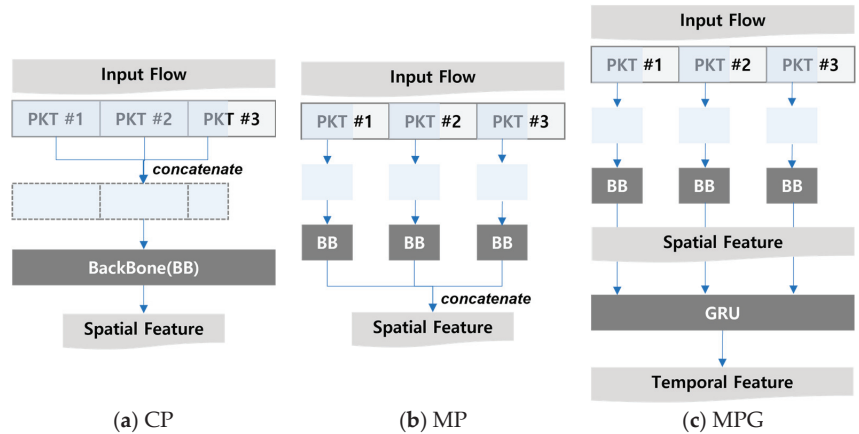 Input Flow
PKT #1 PKT #2 PKT #3
concatenate
BackBone(BB)
Spatial Feature
(a) CP
Input Flow
PKT #1 PKT #2 PKT #3
BB BB BB
concatenate
Spatial Feature
(b) MP
Input Flow
PKT #1 PKT #2 PKT #3
BB BB BB
Spatial Feature
GRU
Temporal Feature
(c) MPG